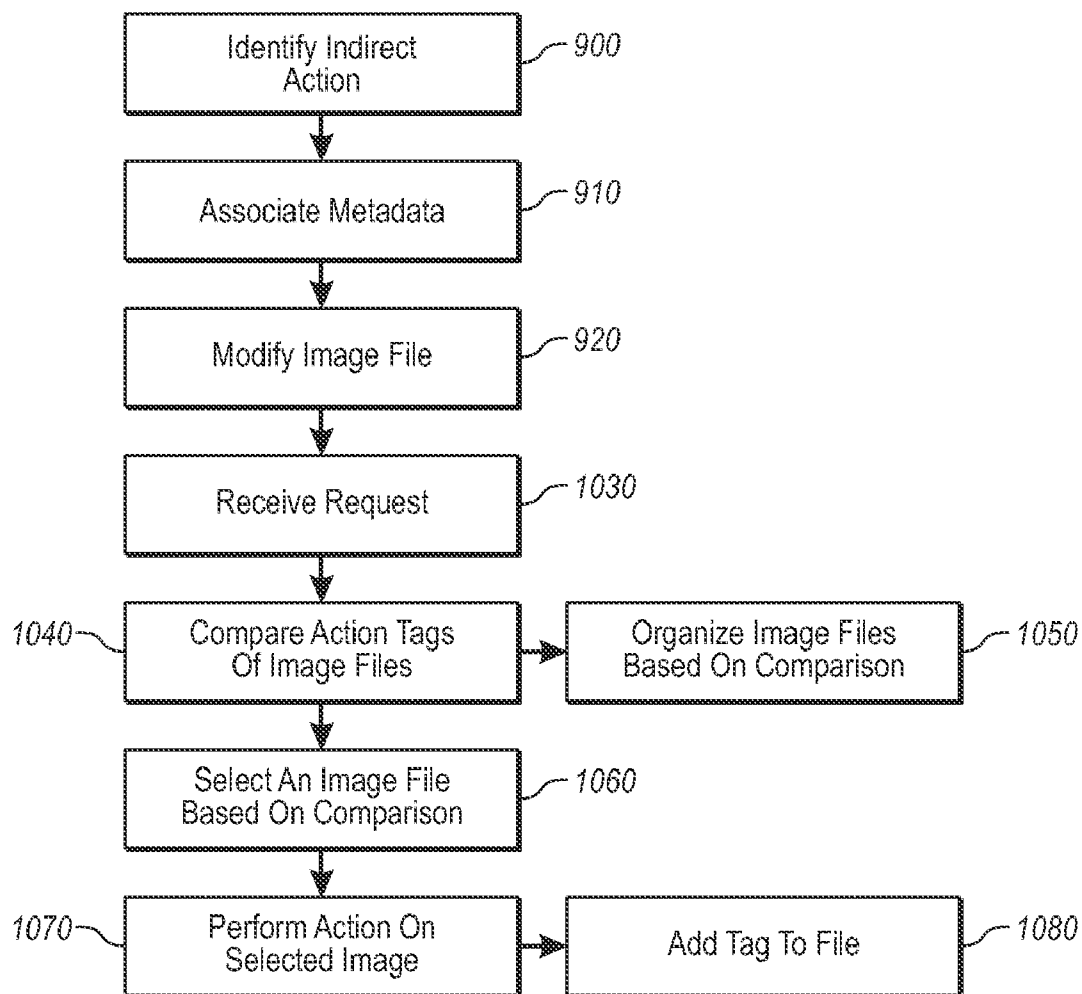 Identify Indirect
Action
900
Associate Metadata
910
Modify Image File
920
Receive Request
1030
1040
Compare Action Tags
Of Image Files
Organize Image Files
Based On Comparison
1050
Select An Image File
Based On Comparison
1060
1070
Perform Action On
Selected Image
Add Tag To File
1080